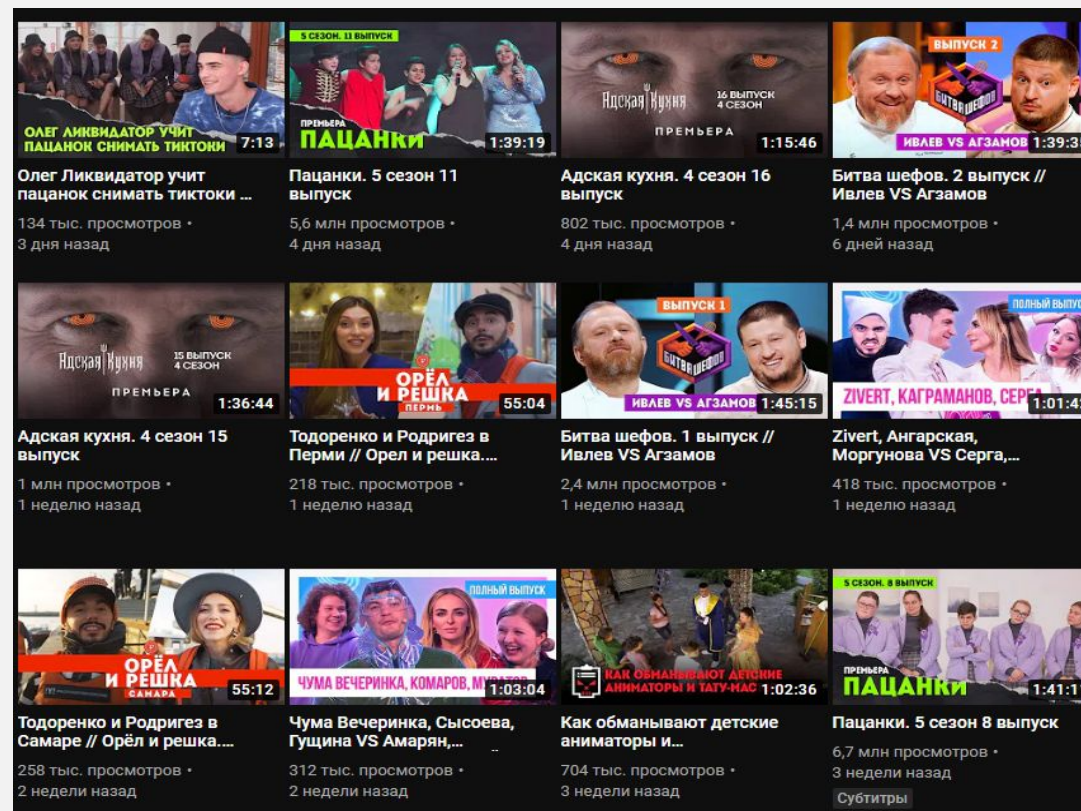 ОЛЕГ ЛИКВИДАТОР УЧИТ
ПАЦАНОК СНИМАТЬ ТИКТОКИ
7:13
Олег Ликвидатор учит
пацанок снимать тиктоки ...
134 тыс. просмотров •
3 дня назад
5 СЕЗОН. 11 ВЫПУСК
ПРЕМЬЕРА
ПАЦАНКИ
1:39:19
Пацанки. 5 сезон 11
выпуск
5,6 млн просмотров •
4 дня назад
Адская Кухня
16 ВЫПУСК
4 СЕЗОН
ПРЕМЬЕРА
1:15:46
Адская кухня. 4 сезон 16
выпуск
802 тыс. просмотров •
4 дня назад
ВЫПУСК 2
БИТВА ШЕФОВ
ИВЛЕВ VS АГЗАМОВ
Битва шефов. 2 выпуск //
Ивлев VS Агзамов
1,4 млн просмотров •
6 дней назад
Адская Кухня
15 ВЫПУСК
4 СЕЗОН
ПРЕМЬЕРА
1:36:44
Адская кухня. 4 сезон 15
выпуск
1 млн просмотров •
1 неделю назад
ОРЁЛ
И РЕШКА
ПЕРМЬ
55:04
Тодоренко и Родригез в
Перми // Орел и решка....
218 тыс. просмотров •
1 неделю назад
ВЫПУСК 1
БИТВА ШЕФОВ
ИВЛЕВ VS АГЗАМОВ
1:45:15
Битва шефов. 1 выпуск //
Ивлев VS Агзамов
2,4 млн просмотров •
1 неделю назад
ПОЛНЫЙ
ZIVERT, КАГРАМАНОВ,
Zivert, Ангарская,
Моргунова VS Серга,...
418 тыс. просмотров •
1 неделю назад
ОРЁЛ
И РЕШКА
САМАРА
55:12
Тодоренко и Родригез в
Самаре // Орёл и решка....
258 тыс. просмотров •
2 недели назад
ПОЛНЫЙ ВЫПУСК
ЧУМА ВЕЧЕРИНКА, КОМАРОВ,
1:03:04
Чума Вечеринка, Сысоева,
Гущина VS Амарян,...
312 тыс. просмотров •
2 недели назад
КАК ОБМАНЫВАЮТ ДЕТСКИЕ
АНИМАТОРЫ И ТАТУ-МАС
1:02:36
Как обманывают детские
аниматоры и...
704 тыс. просмотров •
3 недели назад
5 СЕЗОН. 8 ВЫПУСК
ПРЕМЬЕРА
ПАЦАНКИ
Пацанки. 5 сезон 8 выпуск
6,7 млн просмотров •
3 недели назад
Субтитры